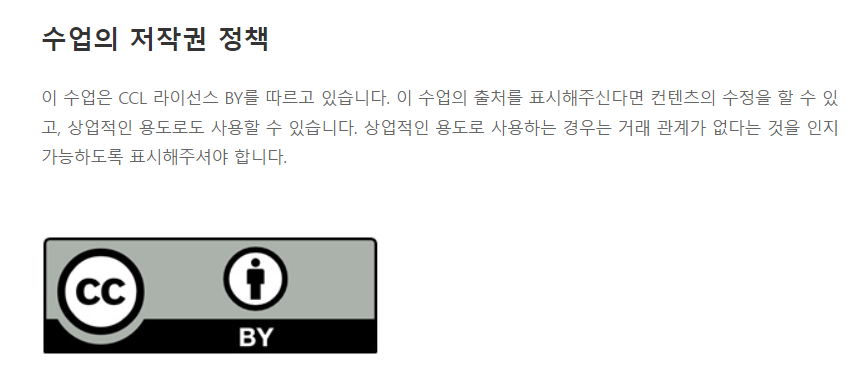 수업의 저작권 정책
이 수업은 CCL 라이선스 BY를 따르고 있습니다. 이 수업의 출처를 표시해주신다면 컨텐츠의 수정을 할 수 있
고, 상업적인 용도로도 사용할 수 있습니다. 상업적인 용도로 사용하는 경우는 거래 관계가 없다는 것을 인지
가능하도록 표시해주셔야 합니다.
CC
BY